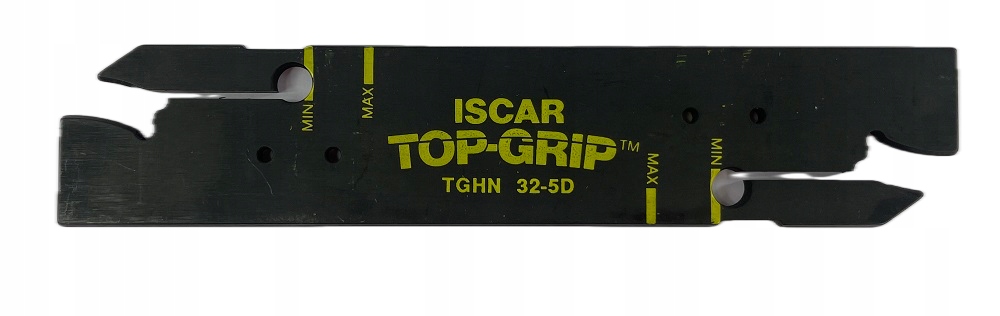 MIN
MAX
ISCAR
TOP-GRIP™
TGHN 32-5D
MAX
MIN